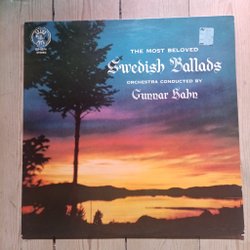 THE MOST BELOVED
Swedish Ballads
ORCHESTRA CONDUCTED BY
Gunnar Hahn